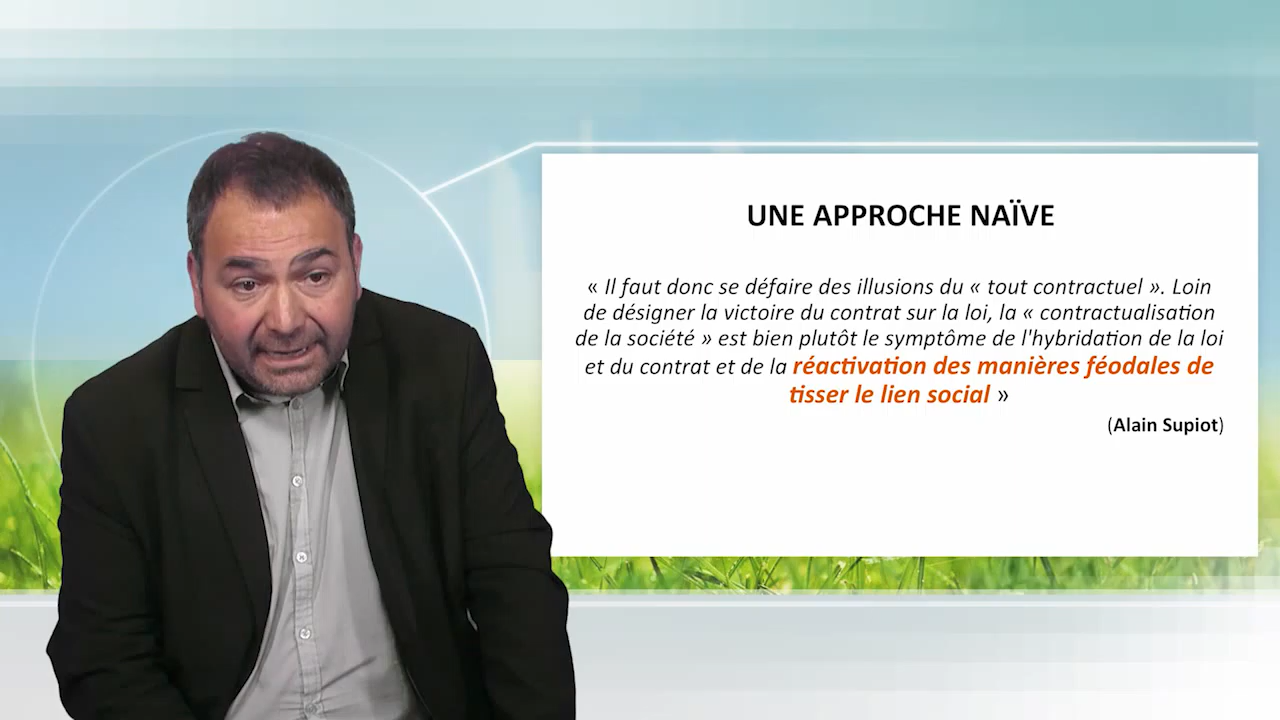 UNE APPROCHE NAÏVE
« Il faut donc se défaire des illusions du « tout contractuel ». Loin
de désigner la victoire du contrat sur la loi, la « contractualisation
de la société » est bien plutôt le symptôme de l'hybridation de la loi
et du contrat et de la réactivation des manières féodales de
tisser le lien social »
(Alain Supiot)